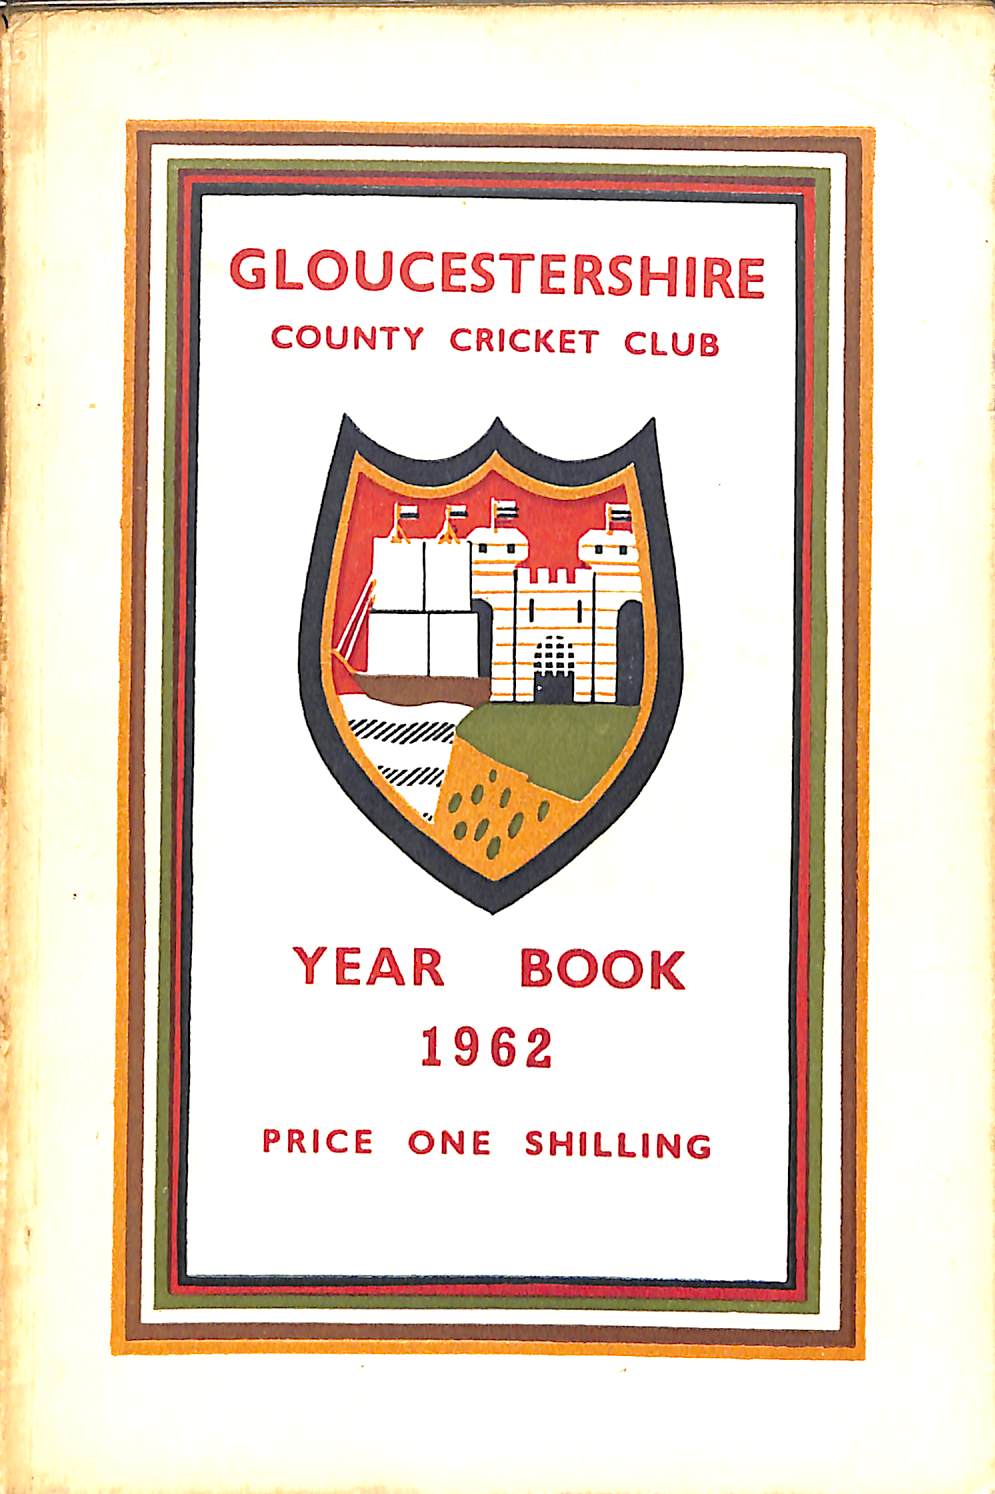 GLOUCESTERSHIRE
COUNTY CRICKET CLUB
YEAR BOOK
1962
PRICE ONE SHILLING